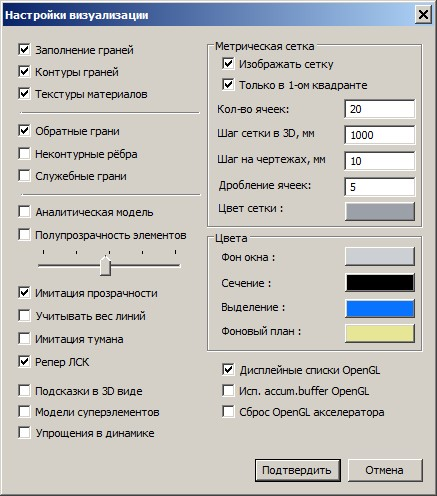 Настройки визуализации
Заполнение граней
Контуры граней
Текстуры материалов
Обратные грани
Неконтурные рёбра
Служебные грани
Аналитическая модель
Полупрозрачность элементов
Имитация прозрачности
Учитывать вес линий
Имитация тумана
Репер ЛСК
Подсказки в 3D виде
Модели суперэлементов
Упрощения в динамике
Метрическая сетка
Изображать сетку
Только в 1-ом квадранте
Кол-во ячеек: 20
Шаг сетки в 3D, мм 1000
Шаг на чертежах, мм 10
Дробление ячеек: 5
Цвет сетки :
Цвета
Фон окна :
Сечение :
Выделение :
Фоновый план :
Дисплейные списки OpenGL
Исп. accum.buffer OpenGL
Сброс OpenGL акселератора
Подтвердить
Отмена